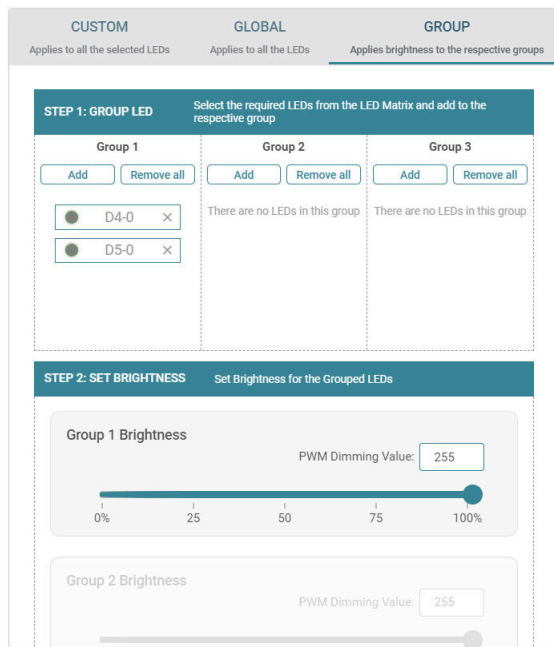 CUSTOM
Applies to all the selected LEDs
GLOBAL
Applies to all the LEDs
GROUP
Applies brightness to the respective groups
STEP 1: GROUP LED
Select the required LEDs from the LED Matrix and add to the
respective group
Group 1
Group 2
Group 3
Add
Remove all
Add
Remove all
Add
Remove all
D4-0 ×
D5-0 ×
There are no LEDs in this group
There are no LEDs in this group
STEP 2: SET BRIGHTNESS
Set Brightness for the Grouped LEDs
Group 1 Brightness
PWM Dimming Value: 255
0% 25 50 75 100%
Group 2 Brightness
PWM Dimming Value: 255